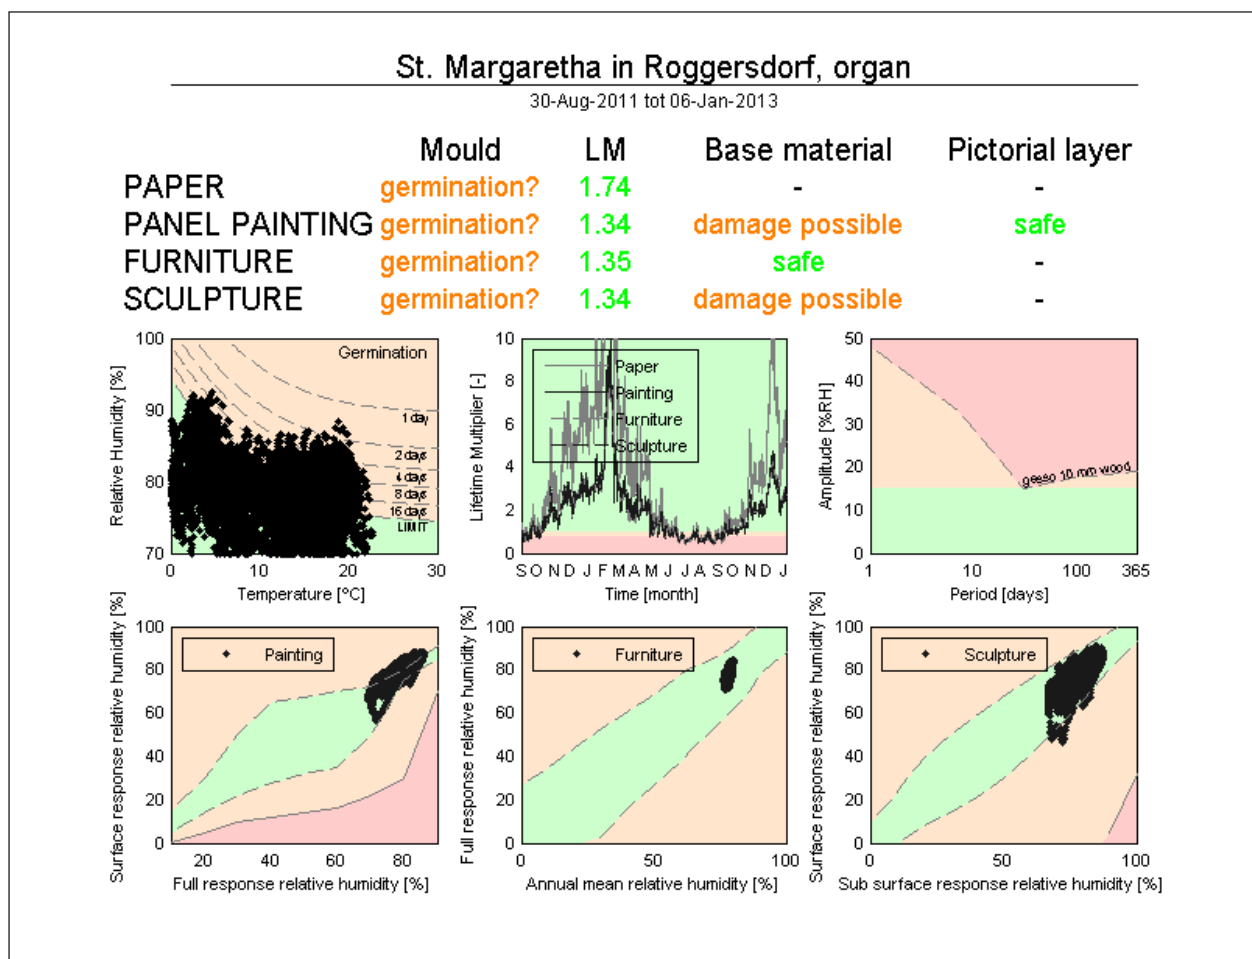 St. Margaretha in Roggersdorf, organ
30-Aug-2011 tot 06-Jan-2013
Mould LM Base material Pictorial layer
PAPER germination? 1.74 - -
PANEL PAINTING germination? 1.34 damage possible safe
FURNITURE germination? 1.35 safe -
SCULPTURE germination? 1.34 damage possible -
Relative Humidity [%]
100
90
80
70
Germination
1 day
2 days
4 days
8 days
16 days
LIMIT
0 10 20 30
Temperature [ºC]
Lifetime Multiplier [-]
10
8
6
4
2
0
Paper
Painting
Furniture
Sculpture
S O N D J F M A M J J A S O N D J
Time [month]
Amplitude [%RH]
50
40
30
20
10
0
gesso 10 mm wood
1 10 100 365
Period [days]
Surface response relative humidity [%]
100
80
60
40
20
0
Painting
20 40 60 80
Full response relative humidity [%]
Full response relative humidity [%]
100
80
60
40
20
0
Furniture
0 50 100
Annual mean relative humidity [%]
Surface response relative humidity [%]
100
80
60
40
20
0
Sculpture
0 50 100
Sub surface response relative humidity [%]